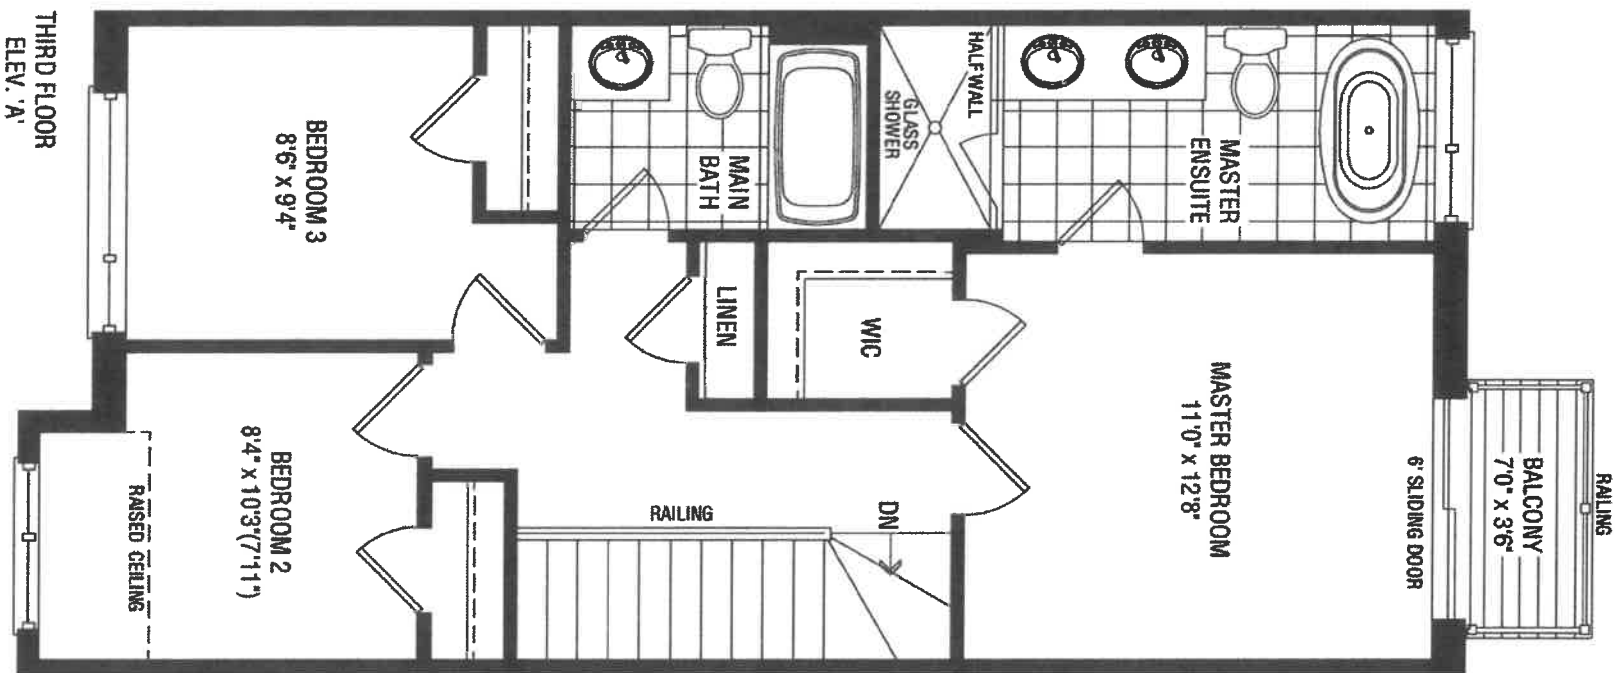 RAILING
BALCONY
7'0" x 3'6"
6' SLIDING DOOR
MASTER
ENSUITE
MASTER BEDROOM
11'0" x 12'8"
HALFWALL
GLASS
SHOWER
WIC
DN
MAIN
BATH
LINEN
RAILING
BEDROOM 3
8'6" x 9'4"
BEDROOM 2
8'4" x 10'3"(7'11")
RAISED CEILING
THIRD FLOOR
ELEV. 'A'